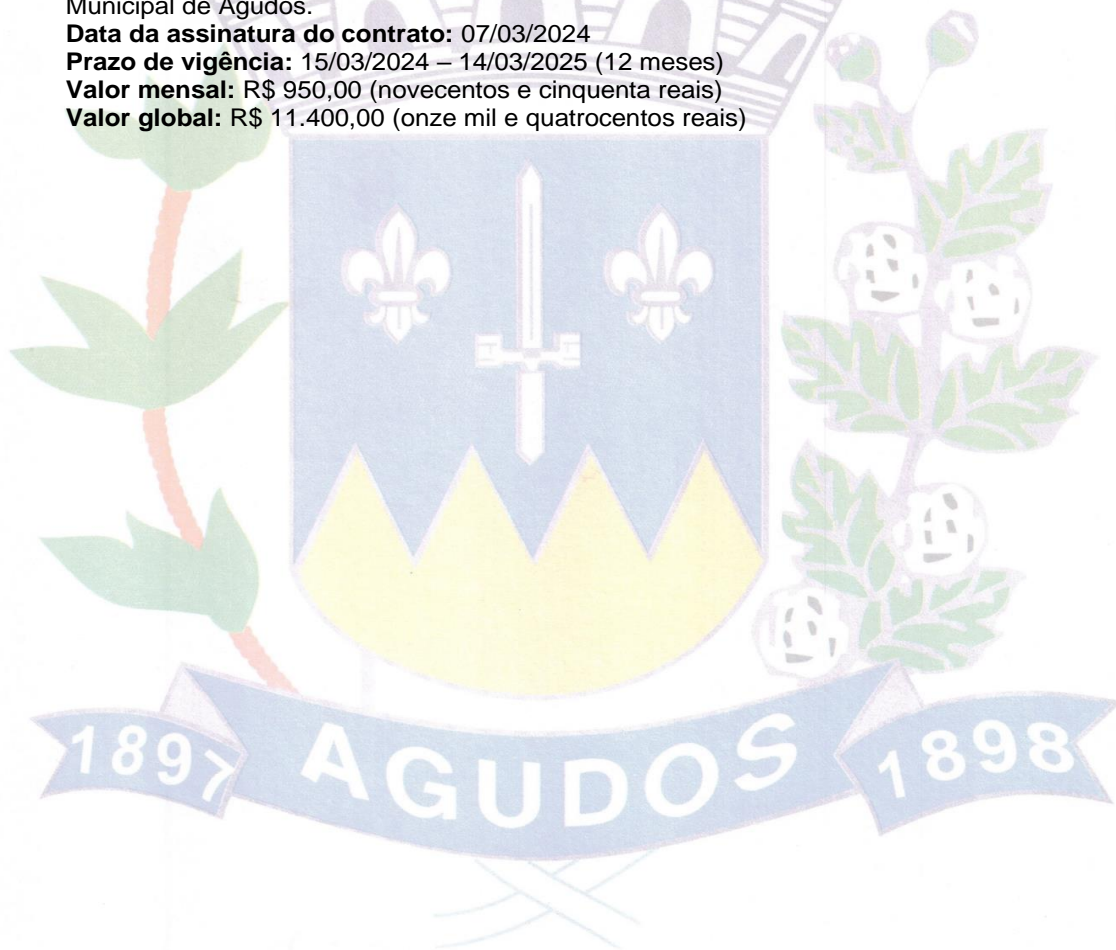 Municipal de Agudos.
Data da assinatura do contrato: 07/03/2024
Prazo de vigência: 15/03/2024 – 14/03/2025 (12 meses)
Valor mensal: R$ 950,00 (novecentos e cinquenta reais)
Valor global: R$ 11.400,00 (onze mil e quatrocentos reais)
1897 AGUDOS 1898